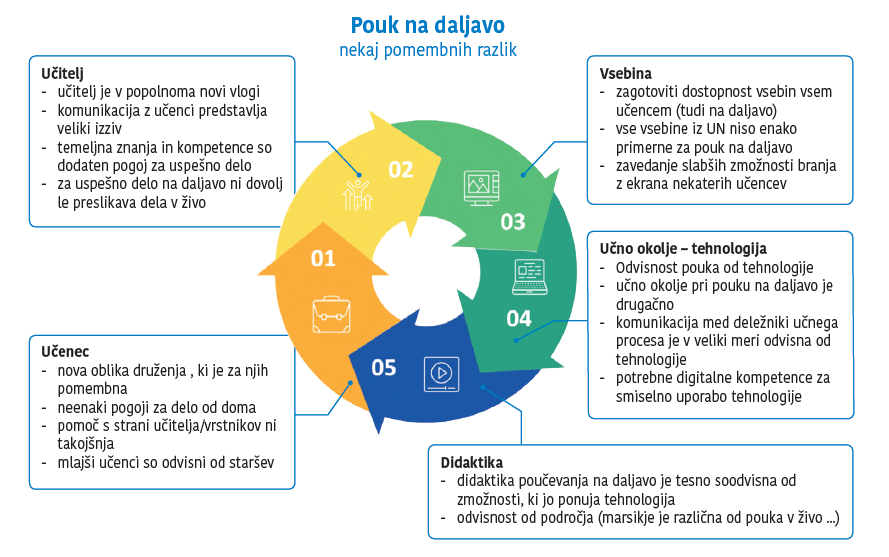 Pouk na daljavo
nekaj pomembnih razlik
Učitelj
- učitelj je v popolnoma novi vlogi
- komunikacija z učenci predstavlja
veliki izziv
- temeljna znanja in kompetence so
dodaten pogoj za uspešno delo
- za uspešno delo na daljavo ni dovolj
le preslikava dela v živo
Vsebina
- zagotoviti dostopnost vsebin vsem
učencem (tudi na daljavo)
- vse vsebine iz UN niso enako
primerne za pouk na daljavo
- zavedanje slabših zmožnosti branja
z ekrana nekaterih učencev
02
03
01
04
05
Učno okolje – tehnologija
- Odvisnost pouka od tehnologije
- učno okolje pri pouku na daljavo je
drugačno
- komunikacija med deležniki učnega
procesa je v veliki meri odvisna od
tehnologije
- potrebne digitalne kompetence za
smiselno uporabo tehnologije
Učenec
- nova oblika druženja , ki je za njih
pomembna
- neenaki pogoji za delo od doma
- pomoč s strani učitelja/vrstnikov ni
takojšnja
- mlajši učenci so odvisni od staršev
Didaktika
- didaktika poučevanja na daljavo je tesno soodvisna od
zmožnosti, ki jo ponuja tehnologija
- odvisnost od področja (marsikje je različna od pouka v živo ...)